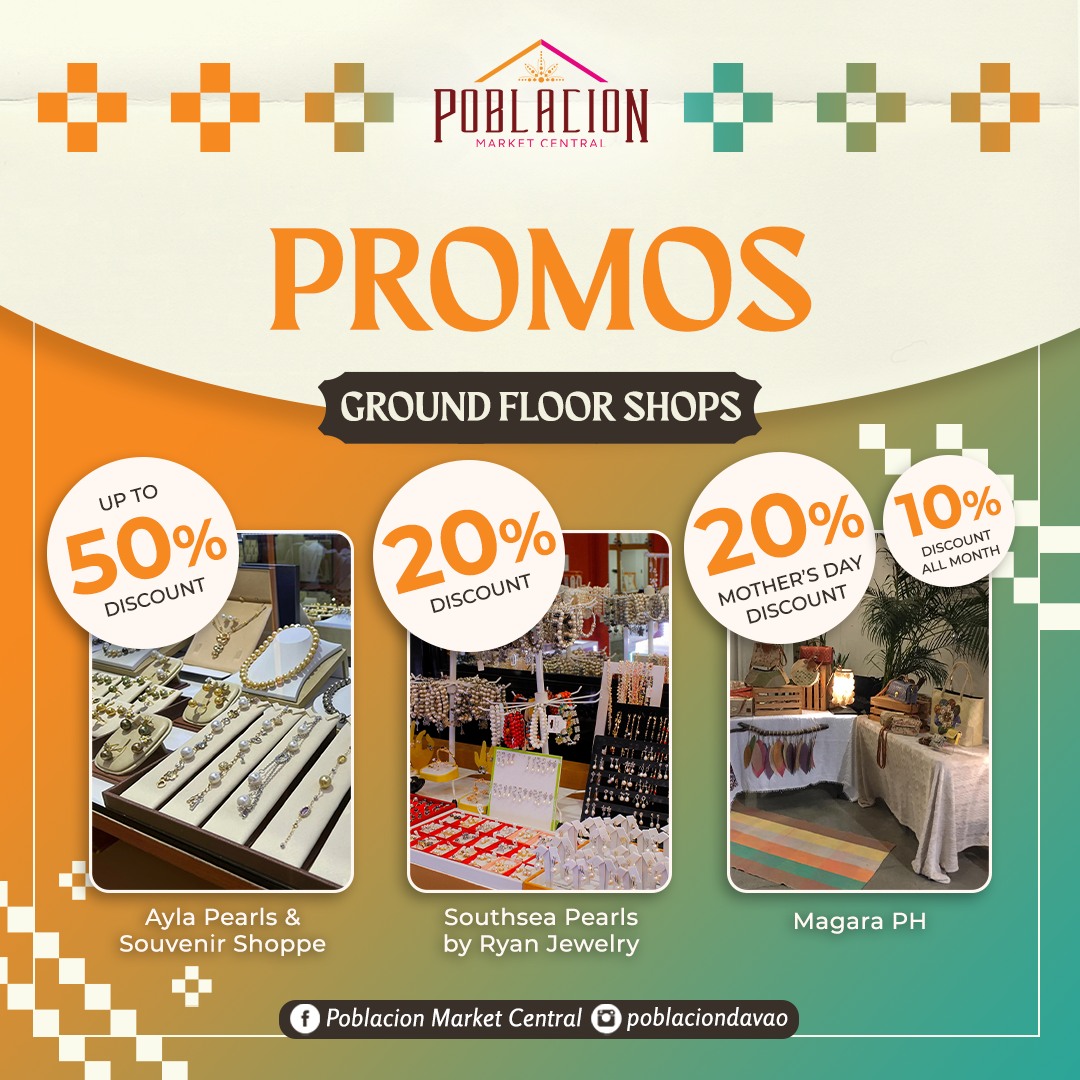 POBLACION
MARKET CENTRAL
PROMOS
GROUND FLOOR SHOPS
UP TO
50%
DISCOUNT
20%
DISCOUNT
20%
MOTHER'S DAY
DISCOUNT
10%
DISCOUNT
ALL MONTH
Ayla Pearls &
Souvenir Shoppe
Southsea Pearls
by Ryan Jewelry
Magara PH
Poblacion Market Central poblaciondavao